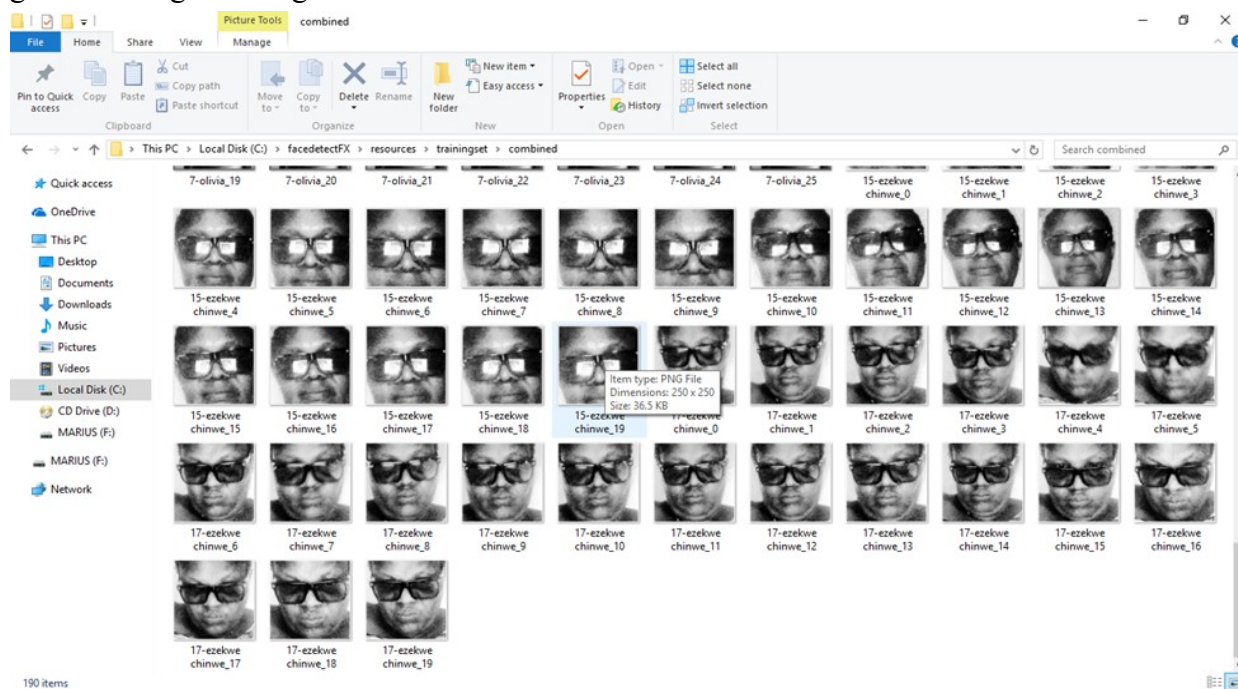 Picture Tools combined
File Home Share View Manage
Pin to Quick access
Copy
Paste
Cut
Copy path
Paste shortcut
Clipboard
Move to
Copy to
Delete
Rename
Organize
New folder
New item
Easy access
New
Properties
Open
Edit
History
Open
Select all
Select none
Invert selection
Select
This PC > Local Disk (C:) > facedetectFX > resources > trainingset > combined
Search combined
Quick access
OneDrive
This PC
Desktop
Documents
Downloads
Music
Pictures
Videos
Local Disk (C:)
CD Drive (D:)
MARIUS (F:)
MARIUS (F:)
Network
7-olivia_19 7-olivia_20 7-olivia_21 7-olivia_22 7-olivia_23 7-olivia_24 7-olivia_25 15-ezekwe 15-ezekwe 15-ezekwe 15-ezekwe
chinwe_0 chinwe_1 chinwe_2 chinwe_3
15-ezekwe 15-ezekwe 15-ezekwe 15-ezekwe 15-ezekwe 15-ezekwe 15-ezekwe 15-ezekwe 15-ezekwe 15-ezekwe 15-ezekwe
chinwe_4 chinwe_5 chinwe_6 chinwe_7 chinwe_8 chinwe_9 chinwe_10 chinwe_11 chinwe_12 chinwe_13 chinwe_14
Item type: PNG File
Dimensions: 250 x 250
Size: 36.5 KB
15-ezekwe 15-ezekwe 15-ezekwe 15-ezekwe 15-ezekwe 17-ezekwe 17-ezekwe 17-ezekwe 17-ezekwe 17-ezekwe 17-ezekwe
chinwe_15 chinwe_16 chinwe_17 chinwe_18 chinwe_19 chinwe_0 chinwe_1 chinwe_2 chinwe_3 chinwe_4 chinwe_5
17-ezekwe 17-ezekwe 17-ezekwe 17-ezekwe 17-ezekwe 17-ezekwe 17-ezekwe 17-ezekwe 17-ezekwe 17-ezekwe 17-ezekwe
chinwe_6 chinwe_7 chinwe_8 chinwe_9 chinwe_10 chinwe_11 chinwe_12 chinwe_13 chinwe_14 chinwe_15 chinwe_16
17-ezekwe 17-ezekwe 17-ezekwe
chinwe_17 chinwe_18 chinwe_19
190 items